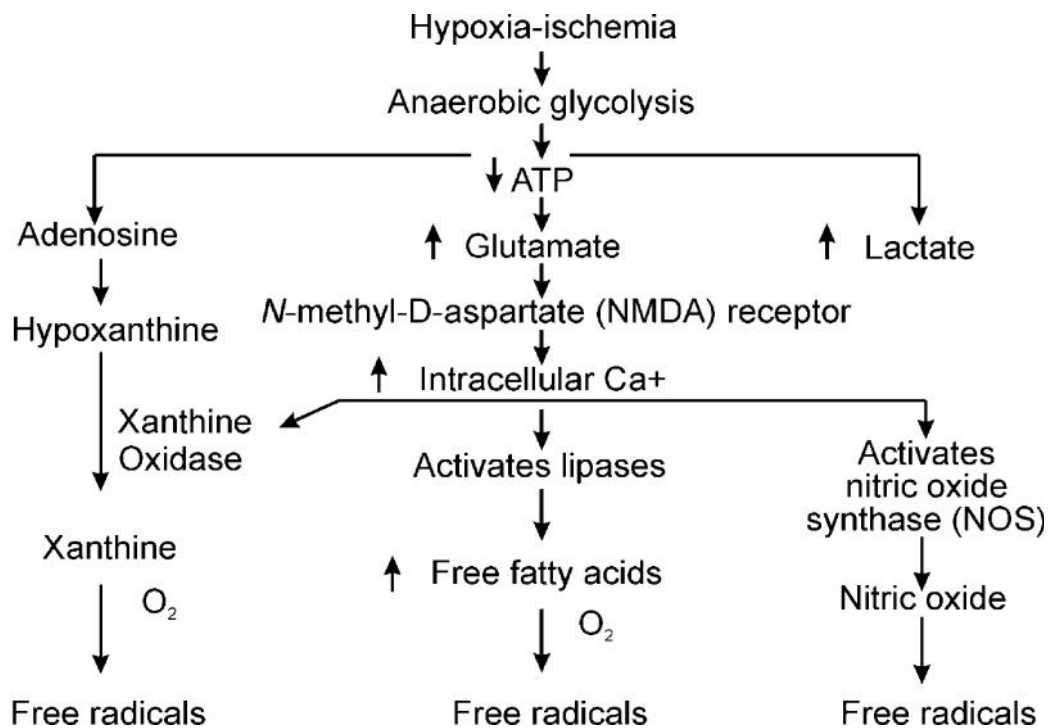 Hypoxia-ischemia
Anaerobic glycolysis
ATP
Adenosine
Glutamate
Lactate
N-methyl-D-aspartate (NMDA) receptor
Hypoxanthine
Intracellular Ca+
Xanthine
Oxidase
Activates lipases
Activates
nitric oxide
synthase (NOS)
Xanthine
Free fatty acids
Nitric oxide
O₂
O₂
Free radicals
Free radicals
Free radicals